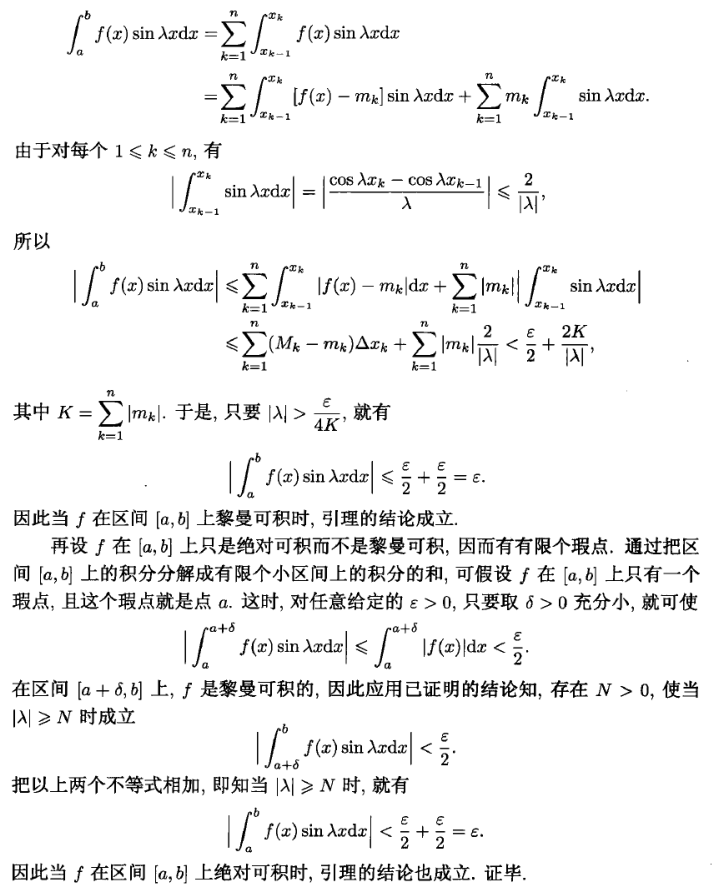 $$\int_a^b f(x)\sin\lambda x\mathrm{d}x = \sum_{k=1}^n \int_{x_{k-1}}^{x_k} f(x)\sin\lambda x\mathrm{d}x$$
$$= \sum_{k=1}^n \int_{x_{k-1}}^{x_k} [f(x)-m_k]\sin\lambda x\mathrm{d}x + \sum_{k=1}^n m_k \int_{x_{k-1}}^{x_k} \sin\lambda x\mathrm{d}x.$$
由于对每个 $1 \leqslant k \leqslant n$, 有
$$\left|\int_{x_{k-1}}^{x_k} \sin\lambda x\mathrm{d}x\right| = \left|\frac{\cos\lambda x_k - \cos\lambda x_{k-1}}{\lambda}\right| \leqslant \frac{2}{|\lambda|},$$
所以
$$\left|\int_a^b f(x)\sin\lambda x\mathrm{d}x\right| \leqslant \sum_{k=1}^n \int_{x_{k-1}}^{x_k} |f(x)-m_k|\mathrm{d}x + \sum_{k=1}^n |m_k| \left|\int_{x_{k-1}}^{x_k} \sin\lambda x\mathrm{d}x\right|$$
$$\leqslant \sum_{k=1}^n (M_k - m_k)\Delta x_k + \sum_{k=1}^n |m_k| \frac{2}{|\lambda|} < \frac{\varepsilon}{2} + \frac{2K}{|\lambda|},$$
其中 $K = \sum_{k=1}^n |m_k|$. 于是, 只要 $|\lambda| > \frac{\varepsilon}{4K}$, 就有
$$\left|\int_a^b f(x)\sin\lambda x\mathrm{d}x\right| \leqslant \frac{\varepsilon}{2} + \frac{\varepsilon}{2} = \varepsilon.$$
因此当 $f$ 在区间 $[a,b]$ 上黎曼可积时, 引理的结论成立.
再设 $f$ 在 $[a,b]$ 上只是绝对可积而不是黎曼可积, 因而有有限个瑕点. 通过把区
间 $[a,b]$ 上的积分分解成有限个小区间上的积分的和, 可假设 $f$ 在 $[a,b]$ 上只有一个
瑕点, 且这个瑕点就是点 $a$. 这时, 对任意给定的 $\varepsilon > 0$, 只要取 $\delta > 0$ 充分小, 就可使
$$\left|\int_a^{a+\delta} f(x)\sin\lambda x\mathrm{d}x\right| \leqslant \int_a^{a+\delta} |f(x)|\mathrm{d}x < \frac{\varepsilon}{2}.$$
在区间 $[a+\delta,b]$ 上, $f$ 是黎曼可积的, 因此应用已证明的结论知, 存在 $N > 0$, 使当
$|\lambda| \geqslant N$ 时成立
$$\left|\int_{a+\delta}^b f(x)\sin\lambda x\mathrm{d}x\right| < \frac{\varepsilon}{2}.$$
把以上两个不等式相加, 即知当 $|\lambda| \geqslant N$ 时, 就有
$$\left|\int_a^b f(x)\sin\lambda x\mathrm{d}x\right| < \frac{\varepsilon}{2} + \frac{\varepsilon}{2} = \varepsilon.$$
因此当 $f$ 在区间 $[a,b]$ 上绝对可积时, 引理的结论也成立. 证毕.